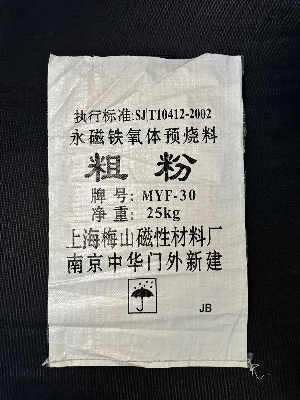 执行标准:SJ/T10412-2002
永磁铁氧体预烧料
粗粉
牌号:MYF-30
净重:25kg
上海梅山磁性材料厂
南京中华门外新建
JB